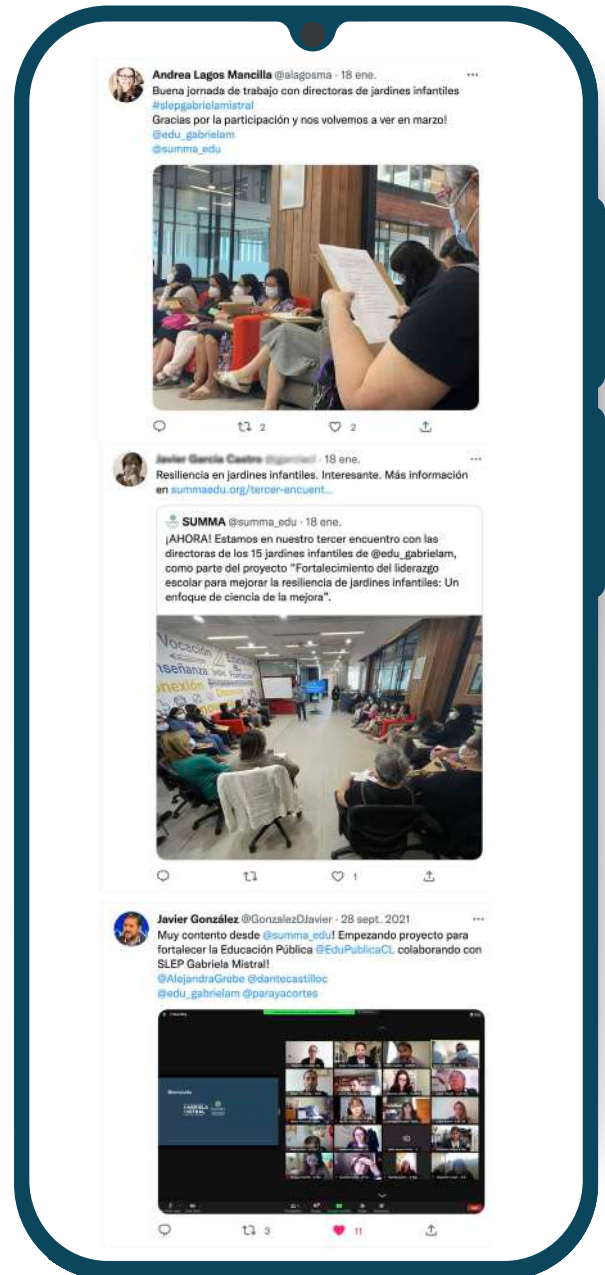 Andrea Lagos Mancilla @alagosma · 18 ene.
Buena jornada de trabajo con directoras de jardines infantiles
#slepgabrielamistral
Gracias por la participación y nos volvemos a ver en marzo!
@edu_gabrielam
@summa_edu
2
2
18 ene.
Resiliencia en jardines infantiles. Interesante. Más información
en summaedu.org/tercer-encuent...
SUMMA @summa_edu · 18 ene.
¡AHORA! Estamos en nuestro tercer encuentro con las
directoras de los 15 jardines infantiles de @edu_gabrielam,
como parte del proyecto “Fortalecimiento del liderazgo
escolar para mejorar la resiliencia de jardines infantiles: Un
enfoque de ciencia de la mejora”.
Vocación
1
Javier González @GonzalezDJavier · 28 sept. 2021
Muy contento desde @summa_edu! Empezando proyecto para
fortalecer la Educación Pública @EduPublicaCL colaborando con
SLEP Gabriela Mistral!
@AlejandraGrebe @dantecastilloc
@edu_gabrielam @parayacortes
Bienvenida
GABRIELA
MISTRAL
3
11